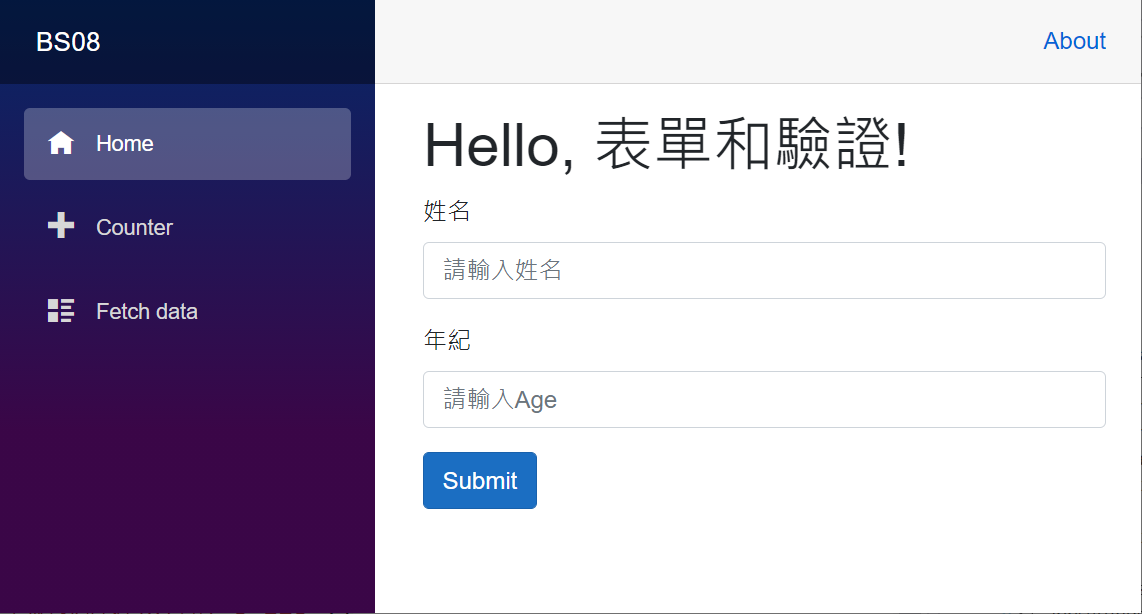 BS08
About
Home
Counter
Fetch data
Hello, 表單和驗證!
姓名
請輸入姓名
年紀
請輸入Age
Submit